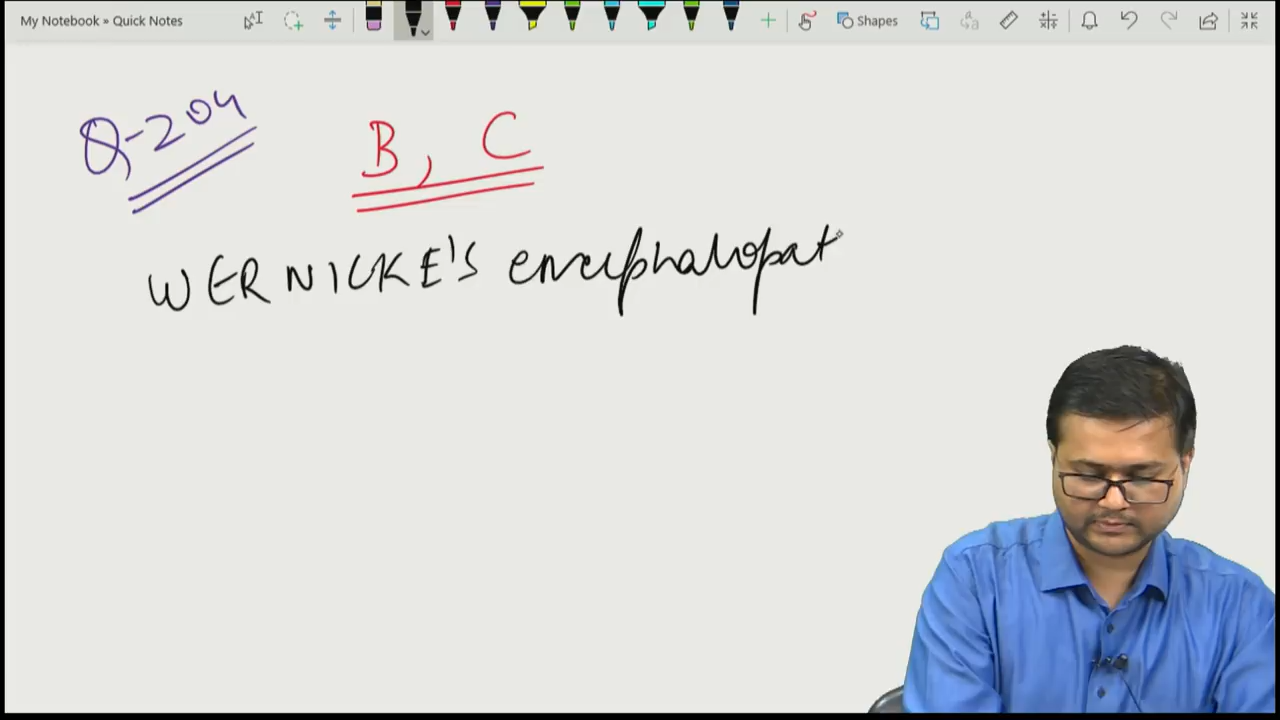 My Notebook » Quick Notes
Shapes
Q-204
B, C
WERNICKE'S encephalopat